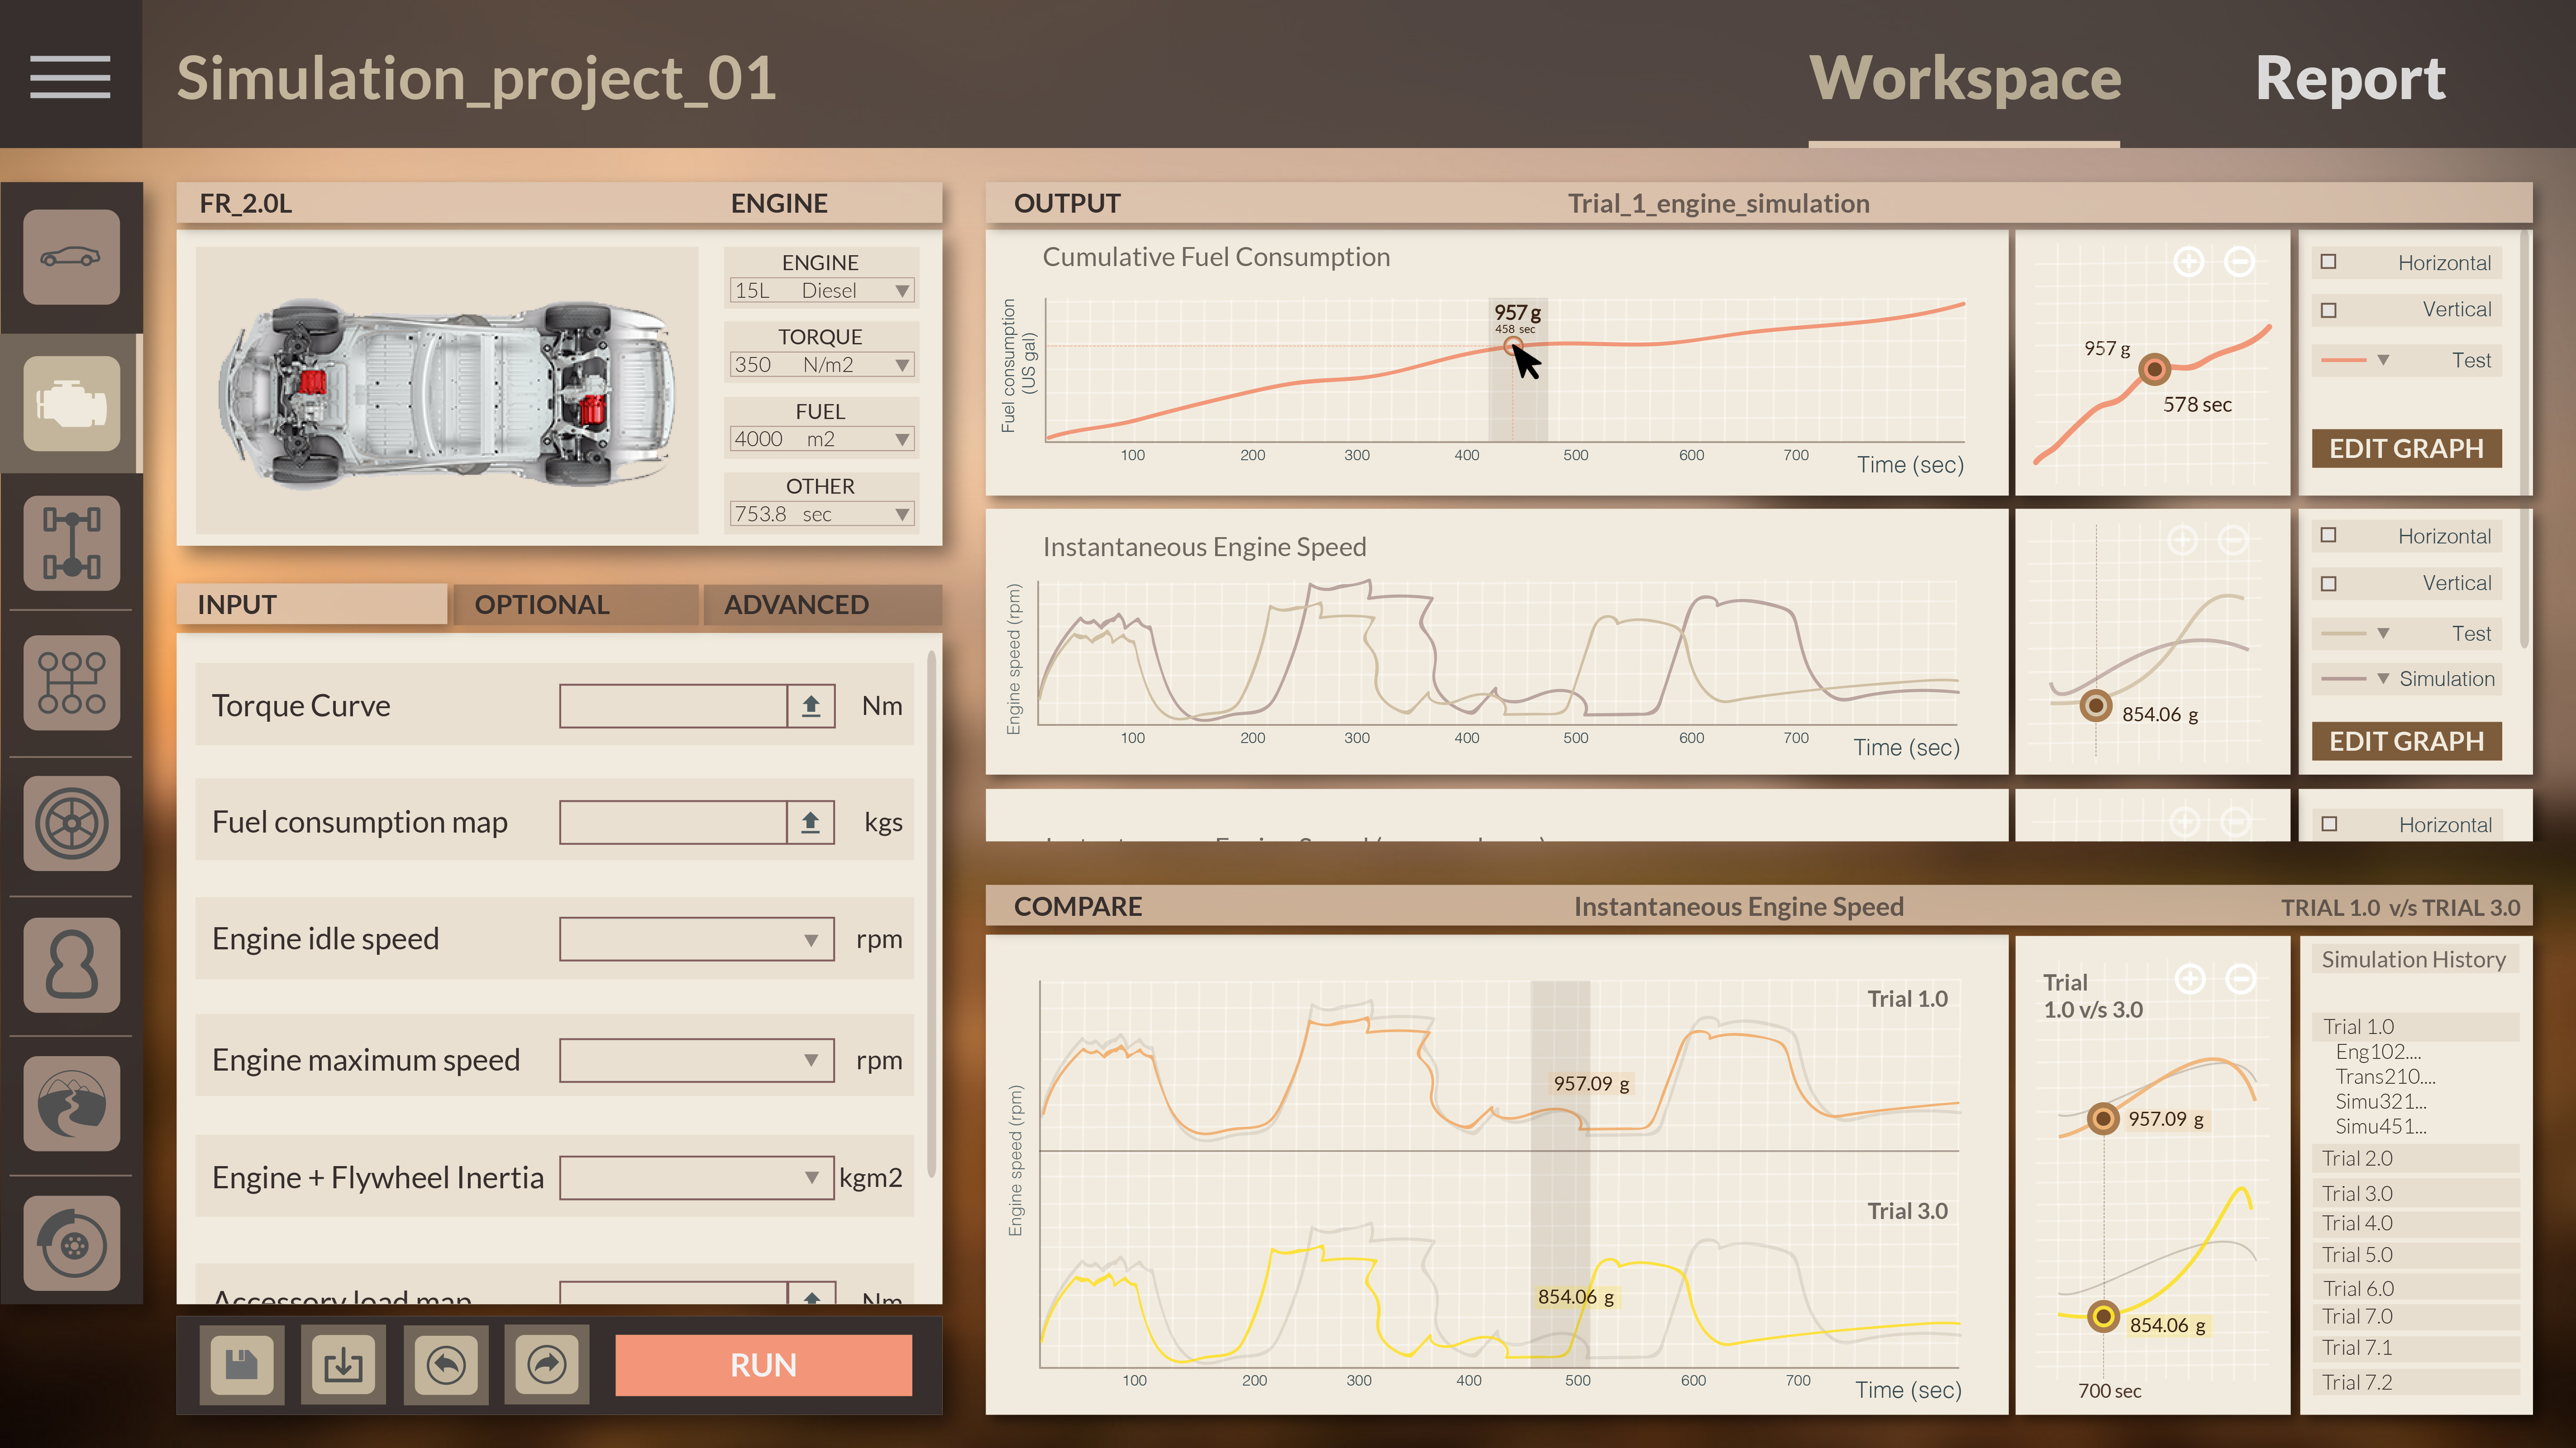 Simulation_project_01
Workspace
Report
FR_2.0L
ENGINE
ENGINE
15L Diesel
TORQUE
350 N/m2
FUEL
4000 m2
OTHER
753.8 sec
INPUT
OPTIONAL
ADVANCED
Torque Curve
Nm
Fuel consumption map
kgs
Engine idle speed
rpm
Engine maximum speed
rpm
Engine + Flywheel Inertia
kgm2
Accessory load map
Nm
RUN
OUTPUT
Trial_1_engine_simulation
Cumulative Fuel Consumption
Fuel consumption
(US gal)
957 g
458 sec
100 200 300 400 500 600 700
Time (sec)
957 g
578 sec
Horizontal
Vertical
Test
EDIT GRAPH
Instantaneous Engine Speed
Engine speed (rpm)
100 200 300 400 500 600 700
Time (sec)
854.06 g
Horizontal
Vertical
Test
Simulation
EDIT GRAPH
Horizontal
COMPARE
Instantaneous Engine Speed
TRIAL 1.0 v/s TRIAL 3.0
Engine speed (rpm)
Trial 1.0
957.09 g
Trial 3.0
854.06 g
100 200 300 400 500 600 700
Time (sec)
Trial
1.0 v/s 3.0
957.09 g
854.06 g
700 sec
Simulation History
Trial 1.0
Eng102....
Trans210....
Simu321...
Simu451...
Trial 2.0
Trial 3.0
Trial 4.0
Trial 5.0
Trial 6.0
Trial 7.0
Trial 7.1
Trial 7.2